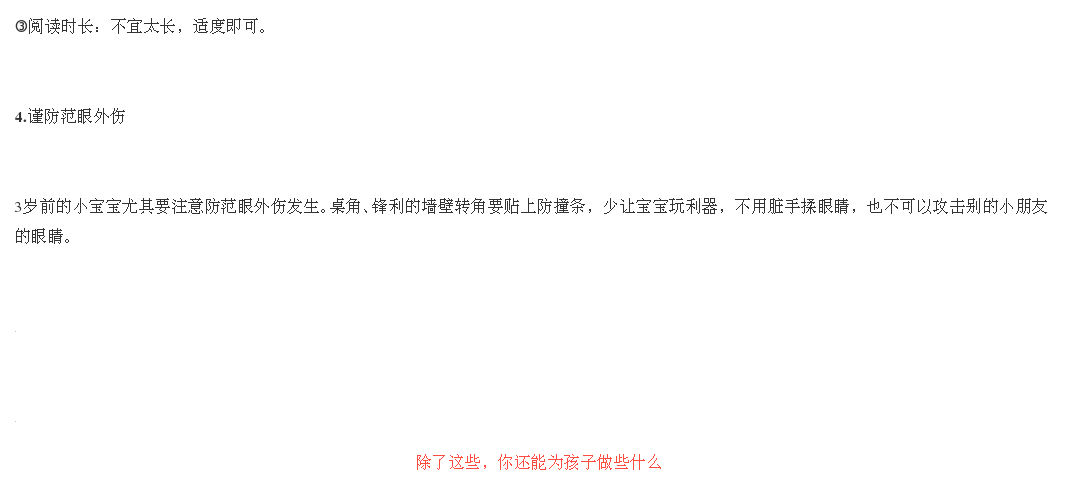 ③阅读时长：不宜太长，适度即可。
4.谨防范眼外伤
3岁前的小宝宝尤其要注意防范眼外伤发生。桌角、锋利的墙壁转角要贴上防撞条，少让宝宝玩利器，不用脏手揉眼睛，也不可以攻击别的小朋友
的眼睛。
除了这些，你还能为孩子做些什么